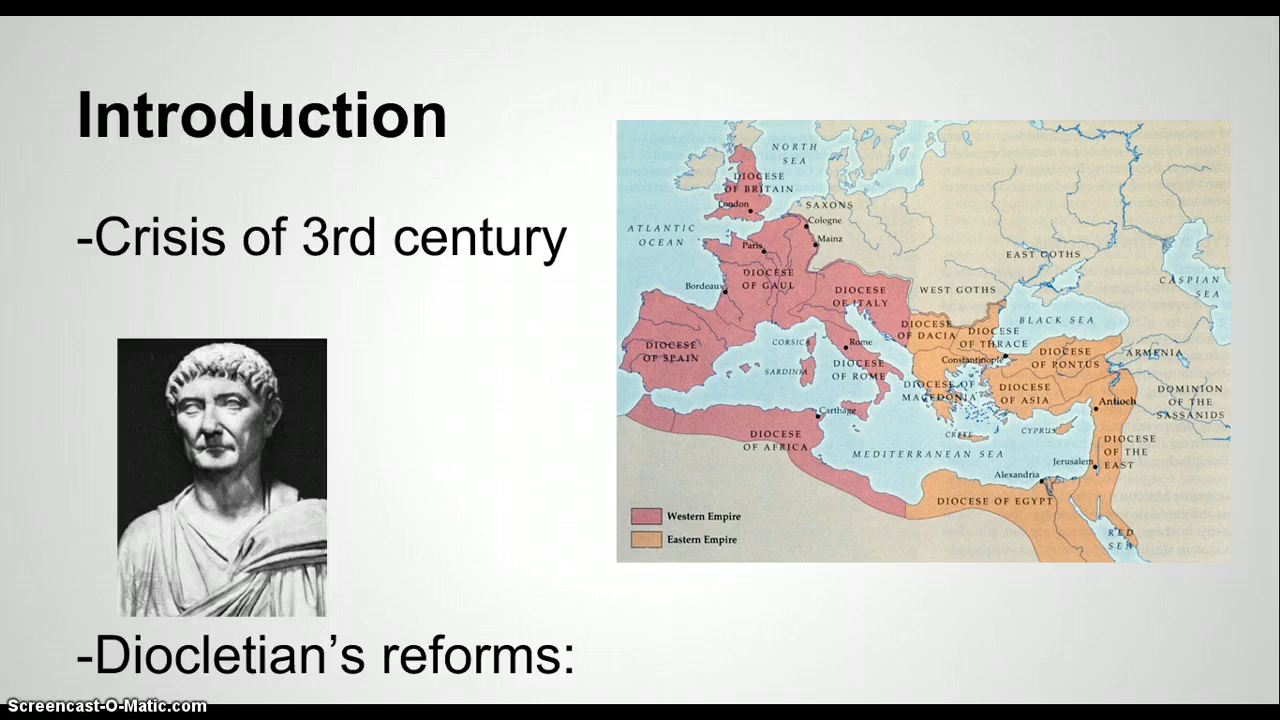 Introduction
-Crisis of 3rd century
-Diocletian’s reforms:
NORTH
SEA
DIOCESE
OF BRITAIN
London
SAXONS
Cologne
ATLANTIC
OCEAN
Mainz
Paris
EAST GOTHS
DIOCESE
OF GAUL
CASPIAN
SEA
Bordeaux
DIOCESE
OF ITALY
WEST GOTHS
BLACK SEA
DIOCESE
OF DACIA
DIOCESE
OF THRACE
CORSICA
Rome
DIOCESE
OF SPAIN
Constantinople
DIOCESE
OF PONTUS
ARMENIA
SARDINIA
DIOCESE
OF ROME
DIOCESE OF
MACEDONIA
DIOCESE
OF ASIA
DOMINION
OF THE
SASSANIDS
Carthage
Antioch
DIOCESE
OF AFRICA
CRETE
CYPRUS
DIOCESE
OF THE
EAST
MEDITERRANEAN SEA
Jerusalem
Alexandria
DIOCESE OF EGYPT
RED
SEA
Western Empire
Eastern Empire
Screencast-O-Matic.com